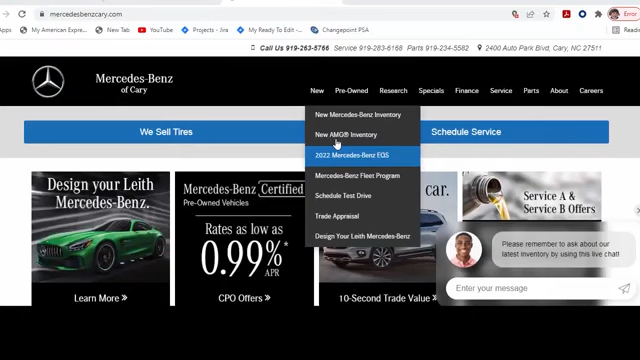 mercedesbenzcary.com
Error
Apps
My American Expre...
New Tab
YouTube
Projects - Jira
My Ready To Edit -...
Changepoint PSA
Call Us 919-263-5766 Service 919-283-6168 Parts 919-234-5582 2400 Auto Park Blvd, Cary, NC 27511
Mercedes-Benz
of Cary
New Pre-Owned Research Specials Finance Service Parts About Careers
New Mercedes-Benz Inventory
New AMG® Inventory
2022 Mercedes-Benz EQS
Mercedes-Benz Fleet Program
Schedule Test Drive
Trade Appraisal
Design Your Leith Mercedes-Benz
We Sell Tires
Schedule Service
Design your Leith
Mercedes-Benz.
Learn More »
Mercedes-Benz Certified
Pre-Owned Vehicles
Rates as low as
0.99%*
APR
CPO Offers »
car.
10-Second Trade Value »
Service A &
Service B Offers
Please remember to ask about our
latest inventory by using this live chat!
Enter your message